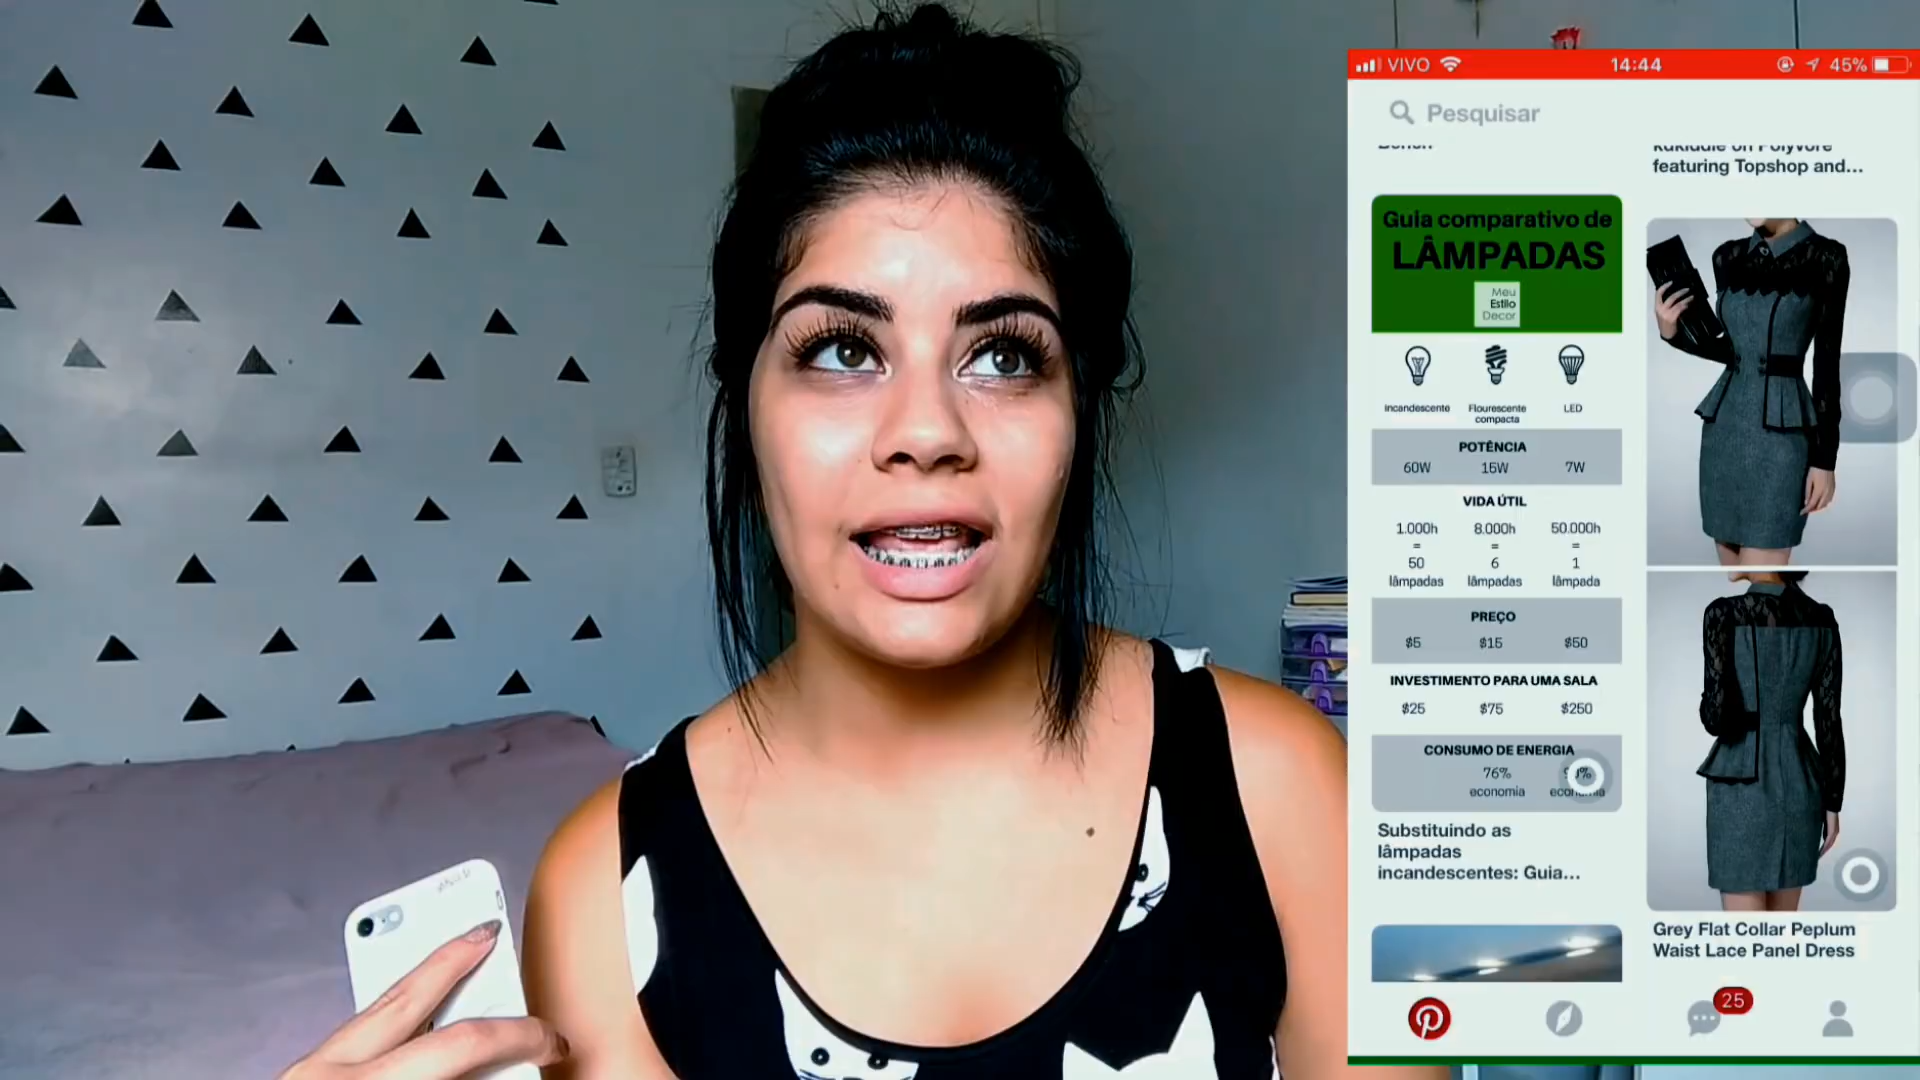 VIVO 14:44 45%
Pesquisar
featuring Topshop and...
Guia comparativo de
LÂMPADAS
Meu
Estilo
Decor
Incandescente Flourescente LED
compacta
POTÊNCIA
60W 15W 7W
VIDA ÚTIL
1.000h 8.000h 50.000h
= = =
50 6 1
lâmpadas lâmpadas lâmpada
PREÇO
$5 $15 $50
INVESTIMENTO PARA UMA SALA
$25 $75 $250
CONSUMO DE ENERGIA
76%
economia economia
Substituindo as
lâmpadas
incandescentes: Guia...
Grey Flat Collar Peplum
Waist Lace Panel Dress
25